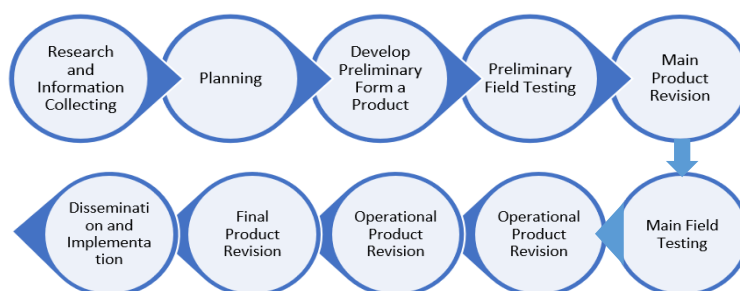 Research
and
Information
Collecting
Planning
Develop
Preliminary
Form a
Product
Preliminary
Field Testing
Main
Product
Revision
Main Field
Testing
Operational
Product
Revision
Operational
Product
Revision
Final
Product
Revision
Disseminati
on and
Implementa
tion